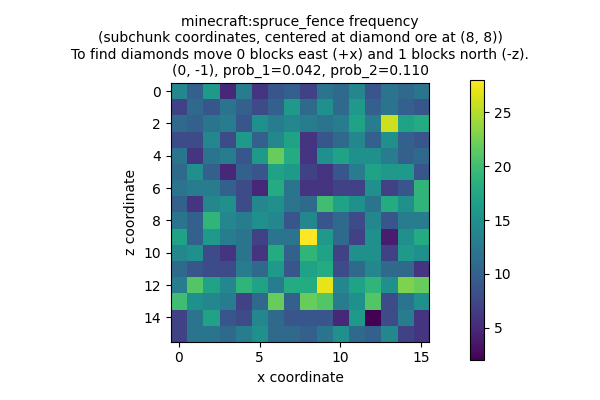 minecraft:spruce_fence frequency
(subchunk coordinates, centered at diamond ore at (8, 8))
To find diamonds move 0 blocks east (+x) and 1 blocks north (-z).
(0, -1), prob_1=0.042, prob_2=0.110
0
2
4
6
8
10
12
14
z coordinate
0
5
10
15
x coordinate
25
20
15
10
5